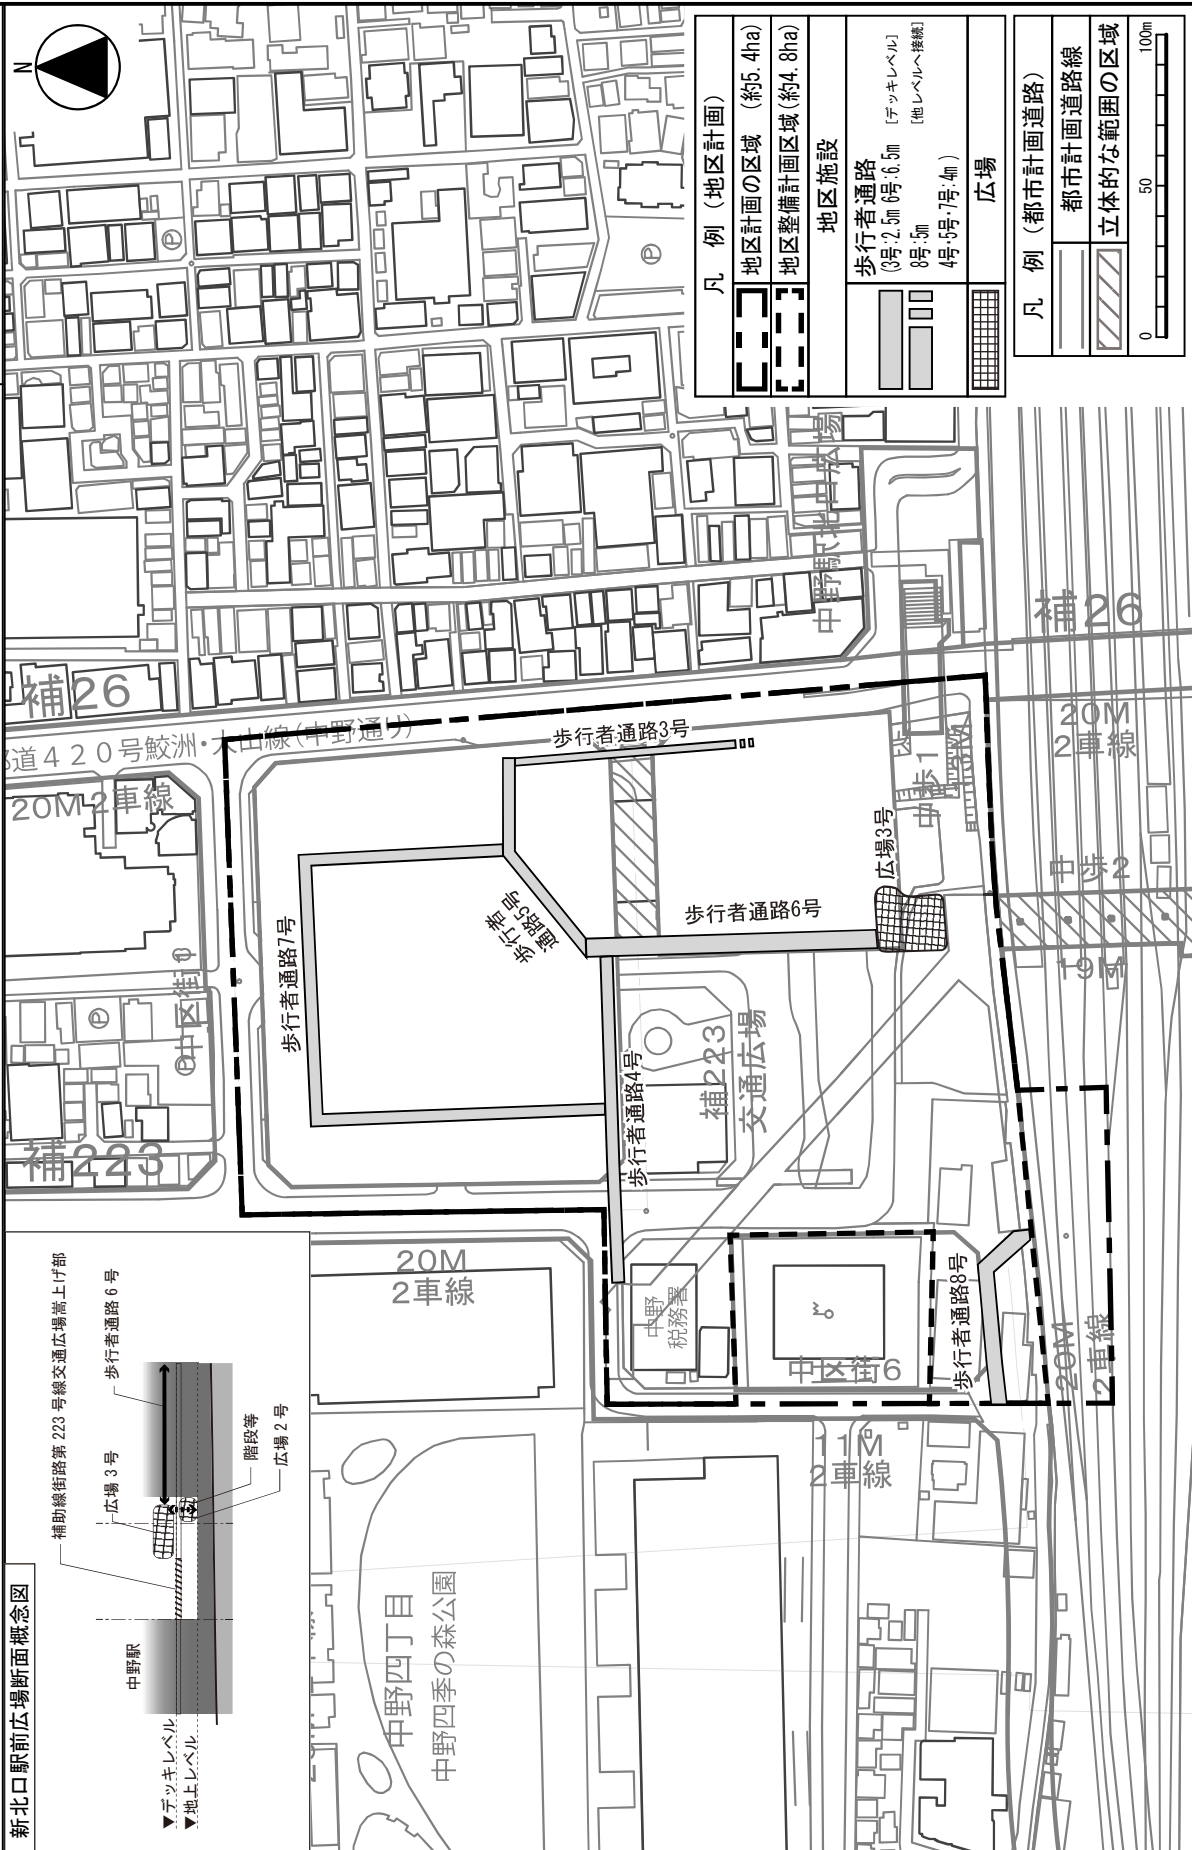 新北口駅前広場断面概念図
補助線街路第 223 号線交通広場嵩上げ部
広場 3 号
歩行者通路 6 号
中野駅
階段等
広場 2 号
▼デッキレベル
▼地上レベル
N
凡 例 (地区計画)
地区計画の区域 (約5.4ha)
地区整備計画区域(約4.8ha)
地区施設
歩行者通路
(3号:2.5m 6号:6.5m [デッキレベル]
8号:5m [他レベルへ接続]
4号・5号・7号:4m )
広場
凡 例 (都市計画道路)
都市計画道路線
立体的な範囲の区域
0 50 100m
補26
道420号鮫洲・大山線(中野通り)
20M 2車線
中区街
補223
歩行者通路3号
歩行者通路7号
歩行者
通路5号
歩行者通路6号
歩行者通路4号
広場3号
歩行者通路8号
補223
交通広場
中野
税務署
中区街6
20M
2車線
11M
2車線
20M
2車線
中野四丁目
中野四季の森公園
中野駅北口広場
補26
20M
2車線
中歩1
中歩2
19M
P
P
P
P